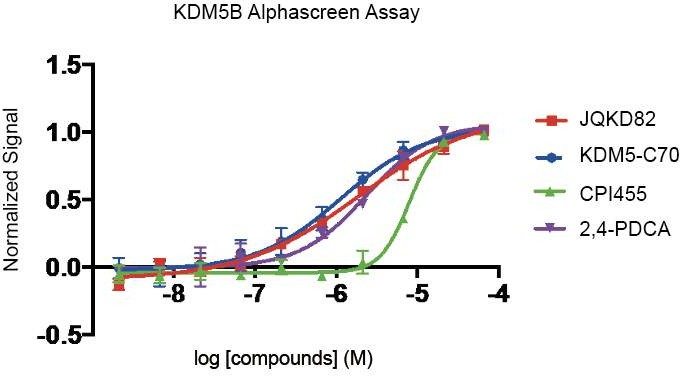 KDM5B Alphascreen Assay
Normalized Signal
1.5
1.0
0.5
0.0
-0.5
-8
-7
-6
-5
-4
log [compounds] (M)
JQKD82
KDM5-C70
CPI455
2,4-PDCA